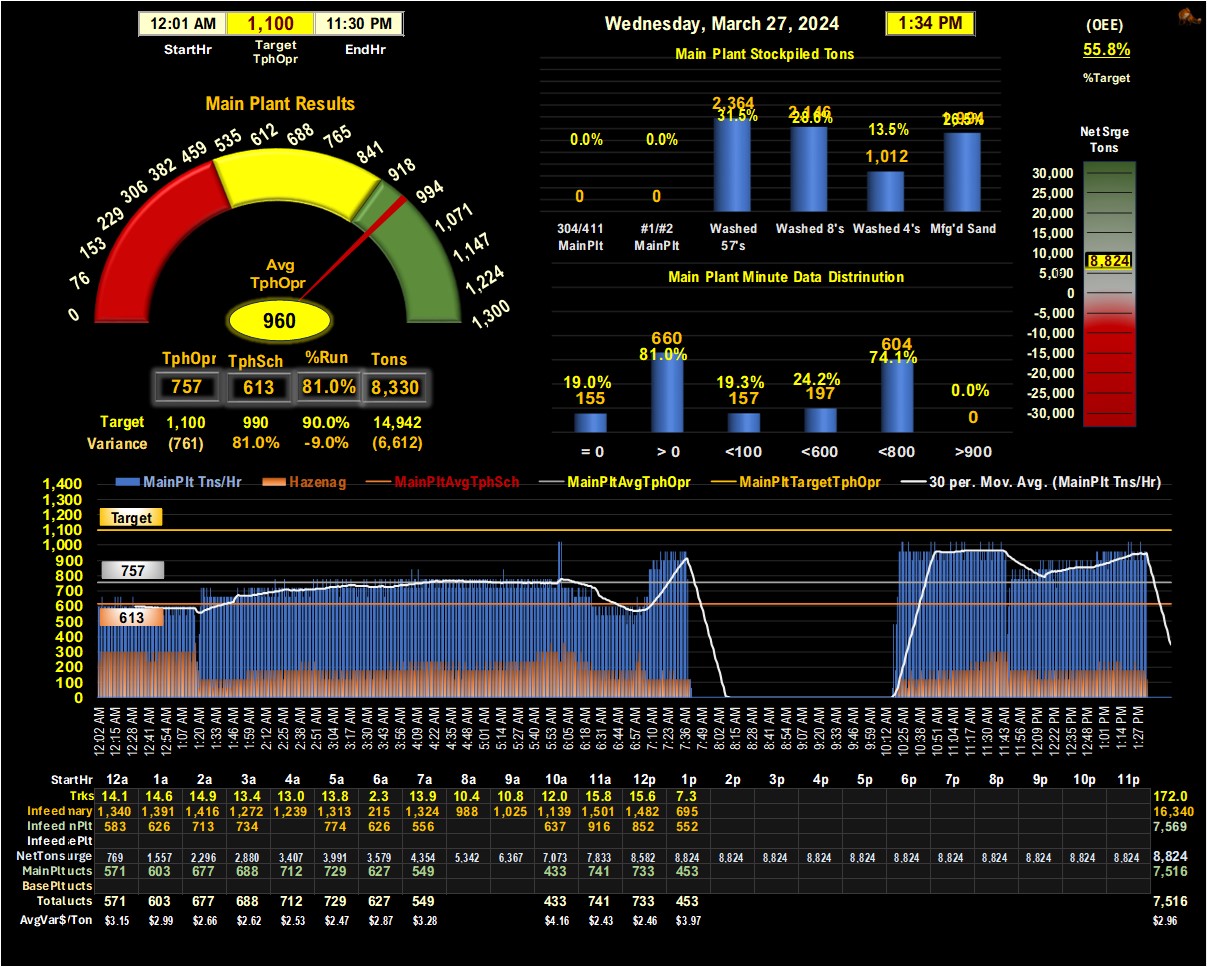 12:01 AM 1,100 11:30 PM
StartHr Target TphOpr EndHr
Wednesday, March 27, 2024 1:34 PM
(OEE)
55.8%
%Target
Main Plant Results
0 76 153 229 306 382 459 535 612 688 765 841 918 994 1,071 1,147 1,224 1,300
Avg
TphOpr
960
TphOpr TphSch %Run Tons
757 613 81.0% 8,330
Target 1,100 990 90.0% 14,942
Variance (761) 81.0% -9.0% (6,612)
Main Plant Stockpiled Tons
2,364 2,146
31.5% 28.6% 26.5%
0.0% 0.0% 13.5%
1,012
0 0
304/411 #1/#2 Washed Washed 8's Washed 4's Mfg'd Sand
MainPlt MainPlt 57's
Main Plant Minute Data Distrinution
660 604
81.0% 74.1%
19.0% 19.3% 24.2% 0.0%
155 157 197 0
= 0 > 0 <100 <600 <800 >900
NetSrge
Tons
30,000
25,000
20,000
15,000
10,000
8,824
5,000
0
-5,000
-10,000
-15,000
-20,000
-25,000
-30,000
MainPlt Tns/Hr Hazenag MainPltAvgTphSch MainPltAvgTphOpr MainPltTargetTphOpr 30 per. Mov. Avg. (MainPlt Tns/Hr)
1,400
1,300
1,200
1,100
1,000
900
800
700
600
500
400
300
200
100
0
Target
757
613
12:02 AM 12:15 AM 12:28 AM 12:41 AM 12:54 AM 1:07 AM 1:20 AM 1:33 AM 1:46 AM 1:59 AM 2:12 AM 2:25 AM 2:38 AM 2:51 AM 3:04 AM 3:17 AM 3:30 AM 3:43 AM 3:56 AM 4:09 AM 4:22 AM 4:35 AM 4:48 AM 5:01 AM 5:14 AM 5:27 AM 5:40 AM 5:53 AM 6:05 AM 6:18 AM 6:31 AM 6:44 AM 6:57 AM 7:10 AM 7:23 AM 7:36 AM 7:49 AM 8:02 AM 8:15 AM 8:28 AM 8:41 AM 8:54 AM 9:07 AM 9:20 AM 9:33 AM 9:46 AM 9:59 AM 10:12 AM 10:25 AM 10:38 AM 10:51 AM 11:04 AM 11:17 AM 11:30 AM 11:43 AM 11:56 AM 12:09 PM 12:22 PM 12:35 PM 12:48 PM 1:01 PM 1:14 PM 1:27 PM
StartHr 12a 1a 2a 3a 4a 5a 6a 7a 8a 9a 10a 11a 12p 1p 2p 3p 4p 5p 6p 7p 8p 9p 10p 11p
Trks 14.1 14.6 14.9 13.4 13.0 13.8 2.3 13.9 10.4 10.8 12.0 15.8 15.6 7.3 172.0
Infeed nary 1,340 1,391 1,416 1,272 1,239 1,313 215 1,324 988 1,025 1,139 1,501 1,482 695 16,340
Infeed nPlt 583 626 713 734 774 626 556 637 916 852 552 7,569
Infeed ePlt
NetTons urge 769 1,557 2,296 2,880 3,407 3,991 3,579 4,354 5,342 6,367 7,073 7,833 8,582 8,824 8,824 8,824 8,824 8,824 8,824 8,824 8,824 8,824 8,824 8,824 8,824
MainPlt ucts 571 603 677 688 712 729 627 549 433 741 733 453 7,516
BasePlt ucts
Total ucts 571 603 677 688 712 729 627 549 433 741 733 453 7,516
AvgVar$/Ton $3.15 $2.99 $2.66 $2.62 $2.53 $2.47 $2.87 $3.28 $4.16 $2.43 $2.46 $3.97 $2.96